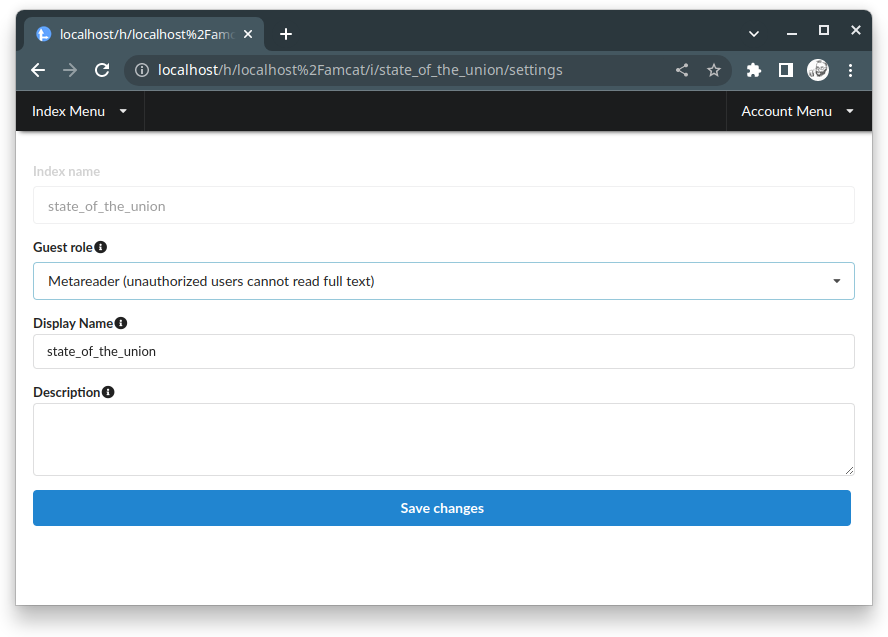 localhost/h/localhost%2Famc
localhost/h/localhost%2Famcat/i/state_of_the_union/settings
Index Menu
Account Menu
Index name
state_of_the_union
Guest role
Metareader (unauthorized users cannot read full text)
Display Name
state_of_the_union
Description
Save changes